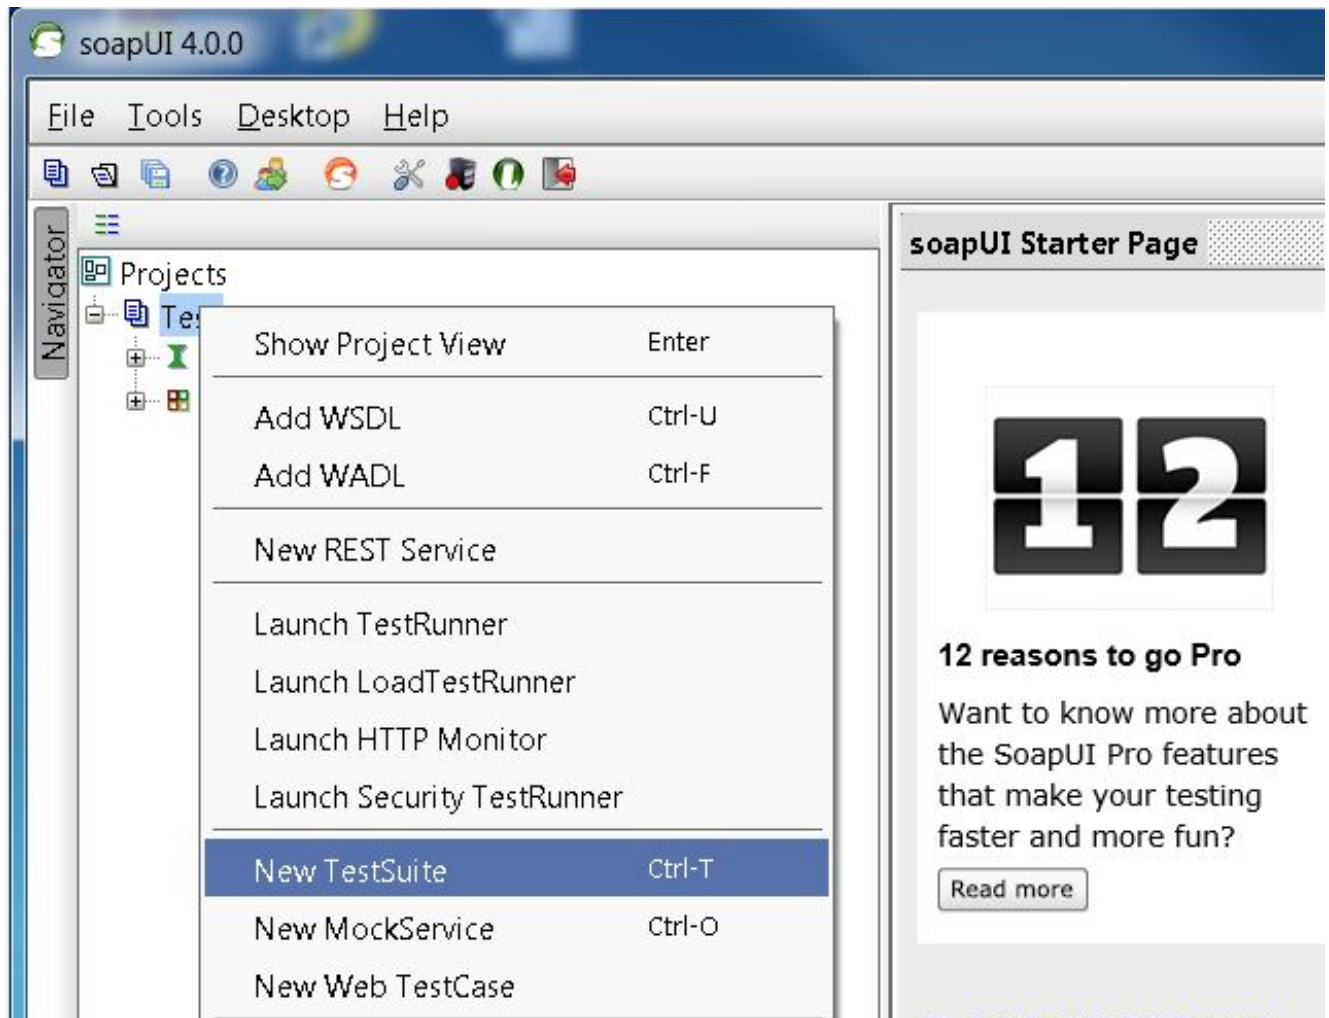 soapUI 4.0.0
File Tools Desktop Help
Navigator
Projects
soapUI Starter Page
Show Project View Enter
Add WSDL Ctrl-U
Add WADL Ctrl-F
New REST Service
Launch TestRunner
Launch LoadTestRunner
Launch HTTP Monitor
Launch Security TestRunner
New TestSuite Ctrl-T
New MockService Ctrl-O
New Web TestCase
12
12 reasons to go Pro
Want to know more about
the SoapUI Pro features
that make your testing
faster and more fun?
Read more